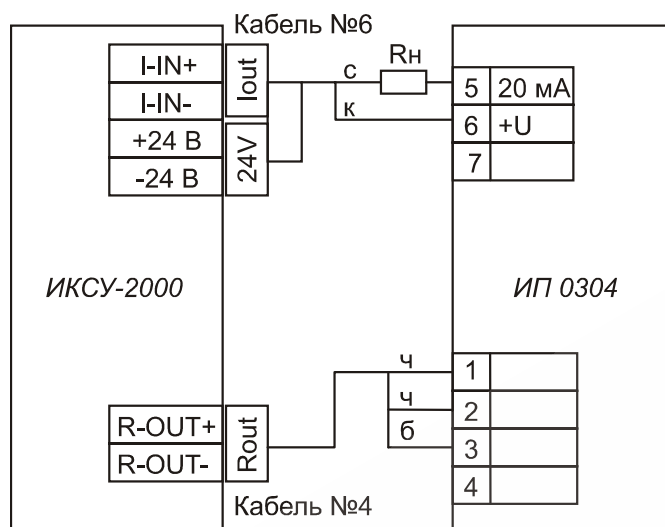 Кабель №6
I-IN+
I-IN-
+24 В
-24 В
Iout
24V
с
Rн
к
5 20 мА
6 +U
7
ИКСУ-2000
ИП 0304
R-OUT+
R-OUT-
Rout
ч
ч
б
1
2
3
4
Кабель №4